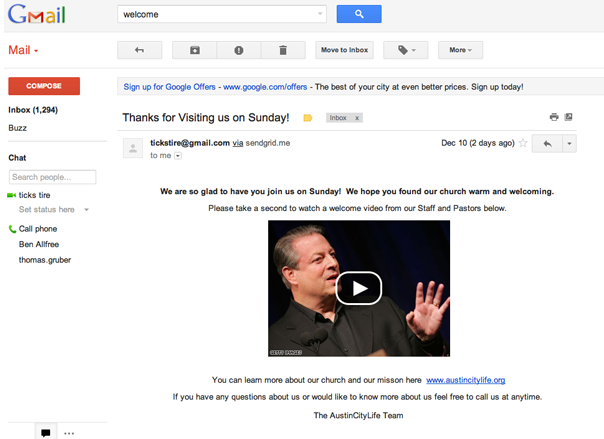 Gmail
welcome
Mail
Move to Inbox
More
COMPOSE
Sign up for Google Offers - www.google.com/offers - The best of your city at even better prices. Sign up today!
Inbox (1,294)
Buzz
Thanks for Visiting us on Sunday!
Inbox x
tickstire@gmail.com via sendgrid.me
Dec 10 (2 days ago)
to me
Chat
Search people...
ticks tire
Set status here
Call phone
Ben Allfree
thomas.gruber
We are so glad to have you join us on Sunday! We hope you found our church warm and welcoming.
Please take a second to watch a welcome video from our Staff and Pastors below.
GETTY IMAGES
You can learn more about our church and our misson here www.austincitylife.org
If you have any questions about us or would like to know more about us feel free to call us at anytime.
The AustinCityLife Team